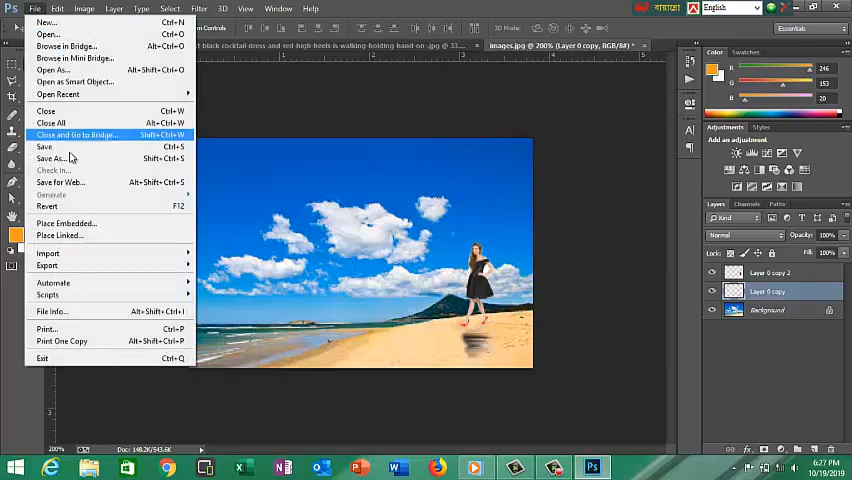 Ps File Edit Image Layer Type Select Filter 3D View Window Help বায়ান্নো English
New... Ctrl+N
Open... Ctrl+O
Browse in Bridge... Alt+Ctrl+O
Browse in Mini Bridge...
Open As... Alt+Shift+Ctrl+O
Open as Smart Object...
Open Recent
Close Ctrl+W
Close All Alt+Ctrl+W
Close and Go to Bridge... Shift+Ctrl+W
Save Ctrl+S
Save As... Shift+Ctrl+S
Check In...
Save for Web... Alt+Shift+Ctrl+S
Generate
Revert F12
Place Embedded...
Place Linked...
Import
Export
Automate
Scripts
File Info... Alt+Shift+Ctrl+I
Print... Ctrl+P
Print One Copy Alt+Shift+Ctrl+P
Exit Ctrl+Q
Controls 3D Mode: Essentials
t-black-cocktail-dress-and-red-high-heels-is-walking-holding-hand-on-.jpg @ 33.... × images.jpg @ 200% (Layer 0 copy, RGB/8#) * ×
Color Swatches
R 246
G 153
B 20
Adjustments Styles
Add an adjustment
Layers Channels Paths
Kind
Normal Opacity: 100%
Lock: Fill: 100%
Layer 0 copy 2
Layer 0 copy
Background
200% Doc: 148.2K/543.6K
6:27 PM
10/19/2019